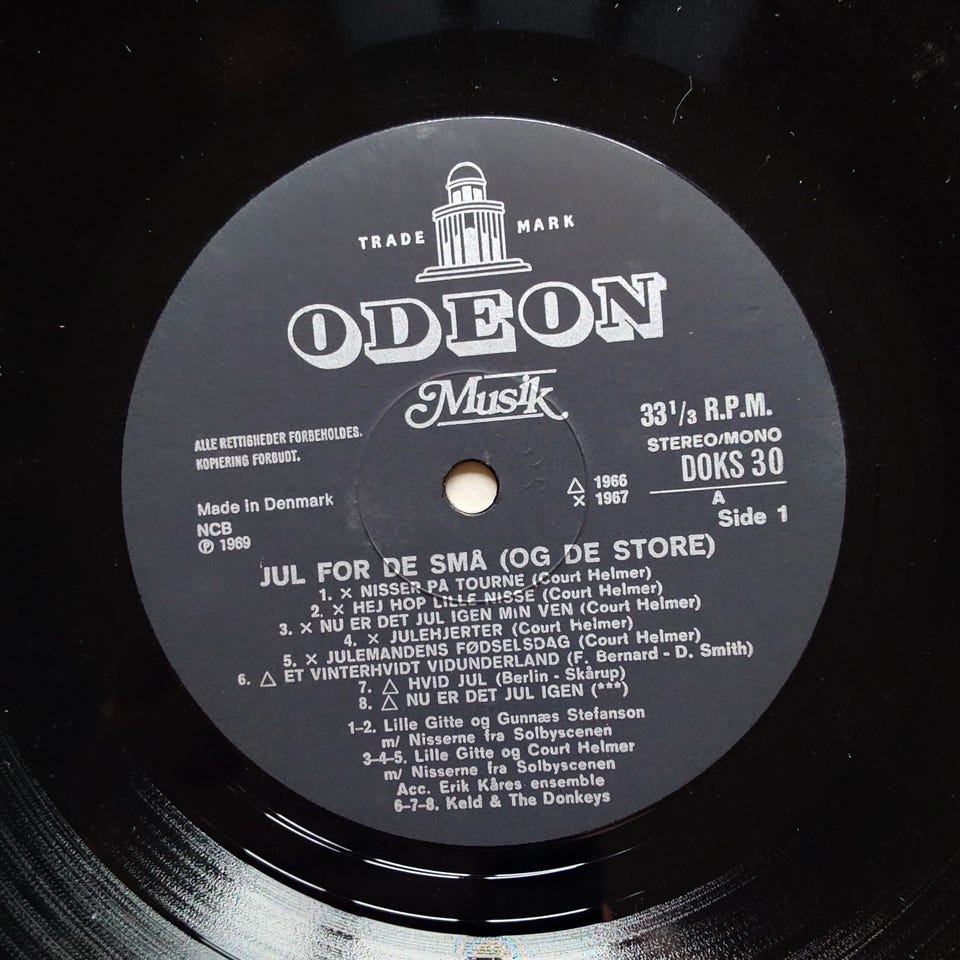 TRADE MARK
ODEON
Musik
33 1/3 R.P.M.
STEREO/MONO
DOKS 30
A
Side 1
ALLE RETTIGHEDER FORBEHOLDES.
KOPIERING FORBUDT.
Made in Denmark
NCB
℗ 1969
△ 1966
✕ 1967
JUL FOR DE SMÅ (OG DE STORE)
1. ✕ NISSER PÅ TOURNE (Court Helmer)
2. ✕ HEJ HOP LILLE NISSE (Court Helmer)
3. ✕ NU ER DET JUL IGEN MIN VEN (Court Helmer)
4. ✕ JULEHJERTER (Court Helmer)
5. ✕ JULEMANDENS FØDSELSDAG (Court Helmer)
6. △ ET VINTERHVIDT VIDUNDERLAND (F. Bernard - D. Smith)
7. △ HVID JUL (Berlin - Skårup)
8. △ NU ER DET JUL IGEN (***)
1-2. Lille Gitte og Gunnæs Stefanson
m/ Nisserne fra Solbyscenen
3-4-5. Lille Gitte og Court Helmer
m/ Nisserne fra Solbyscenen
Acc. Erik Kåres ensemble
6-7-8. Keld & The Donkeys